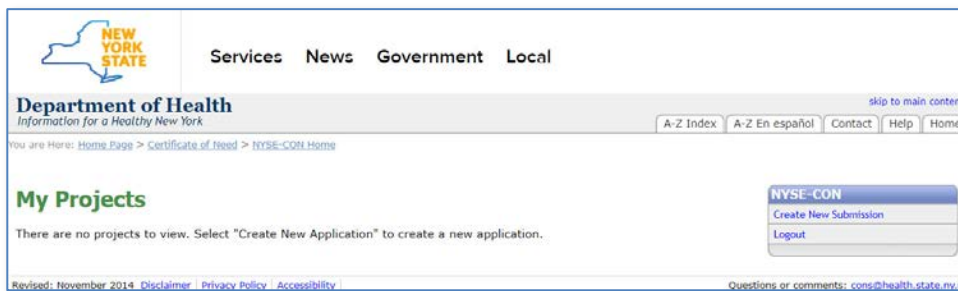 NEW
YORK
STATE
Services News Government Local
Department of Health
Information for a Healthy New York
skip to main conten
A-Z Index A-Z En español Contact Help Home
You are Here: Home Page > Certificate of Need > NYSE-CON Home
My Projects
There are no projects to view. Select "Create New Application" to create a new application.
NYSE-CON
Create New Submission
Logout
Revised: November 2014 Disclaimer Privacy Policy Accessibility
Questions or comments: cons@health.state.ny.